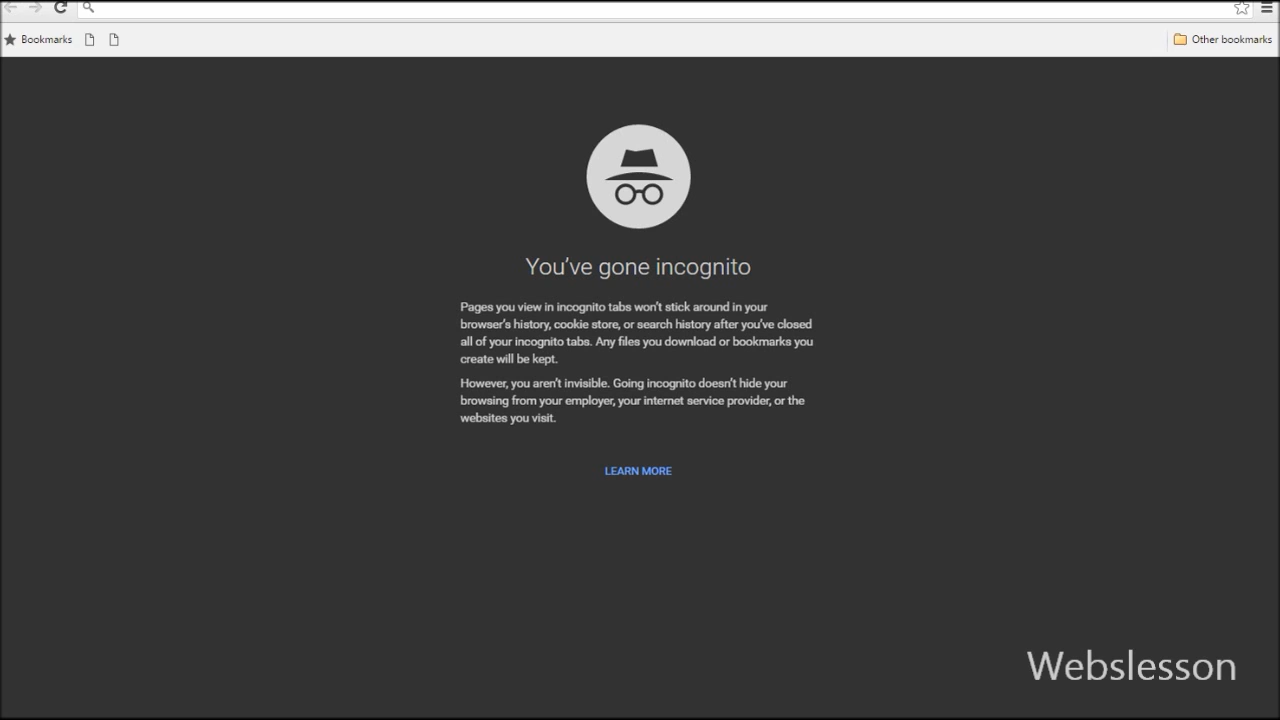 Bookmarks
Other bookmarks
You’ve gone incognito
Pages you view in incognito tabs won’t stick around in your
browser’s history, cookie store, or search history after you’ve closed
all of your incognito tabs. Any files you download or bookmarks you
create will be kept.
However, you aren’t invisible. Going incognito doesn’t hide your
browsing from your employer, your internet service provider, or the
websites you visit.
LEARN MORE
Webslesson